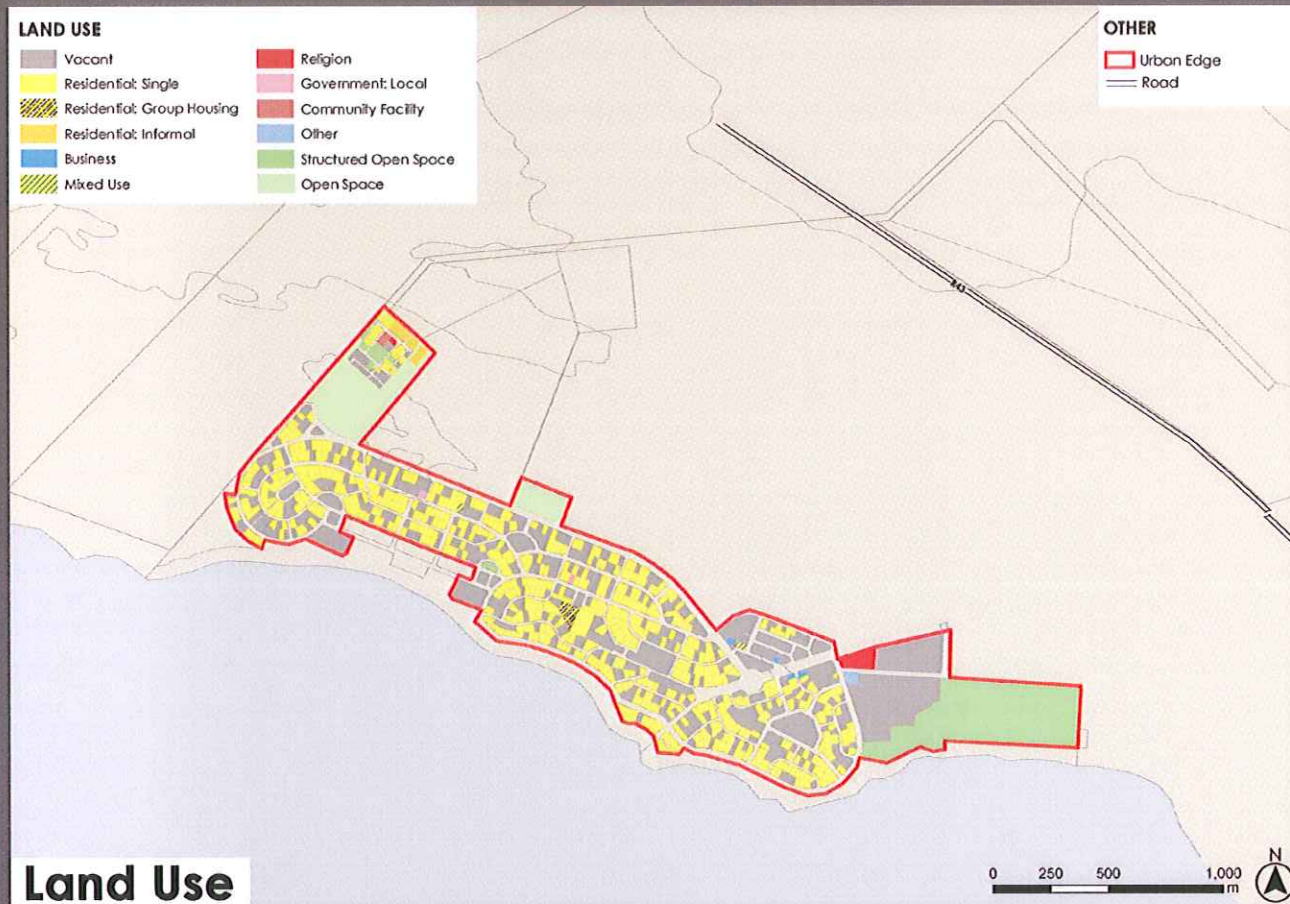 LAND USE
Vacant
Residential: Single
Residential: Group Housing
Residential: Informal
Business
Mixed Use
Religion
Government: Local
Community Facility
Other
Structured Open Space
Open Space
OTHER
Urban Edge
Road
R43
Land Use
0 250 500 1,000
m
N